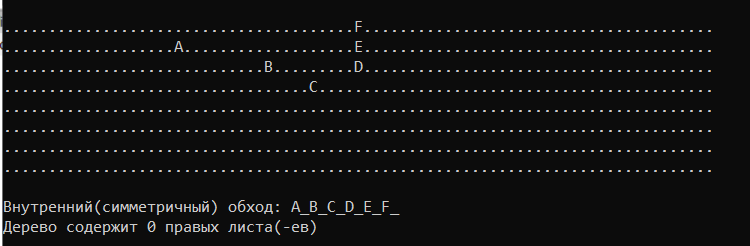 .......................................F.......................................
...................A...................E.......................................
.............................B.........D.......................................
..................................C............................................
...............................................................................
...............................................................................
...............................................................................
...............................................................................
Внутренний(симметричный) обход: A_B_C_D_E_F_
Дерево содержит 0 правых листа(-ев)